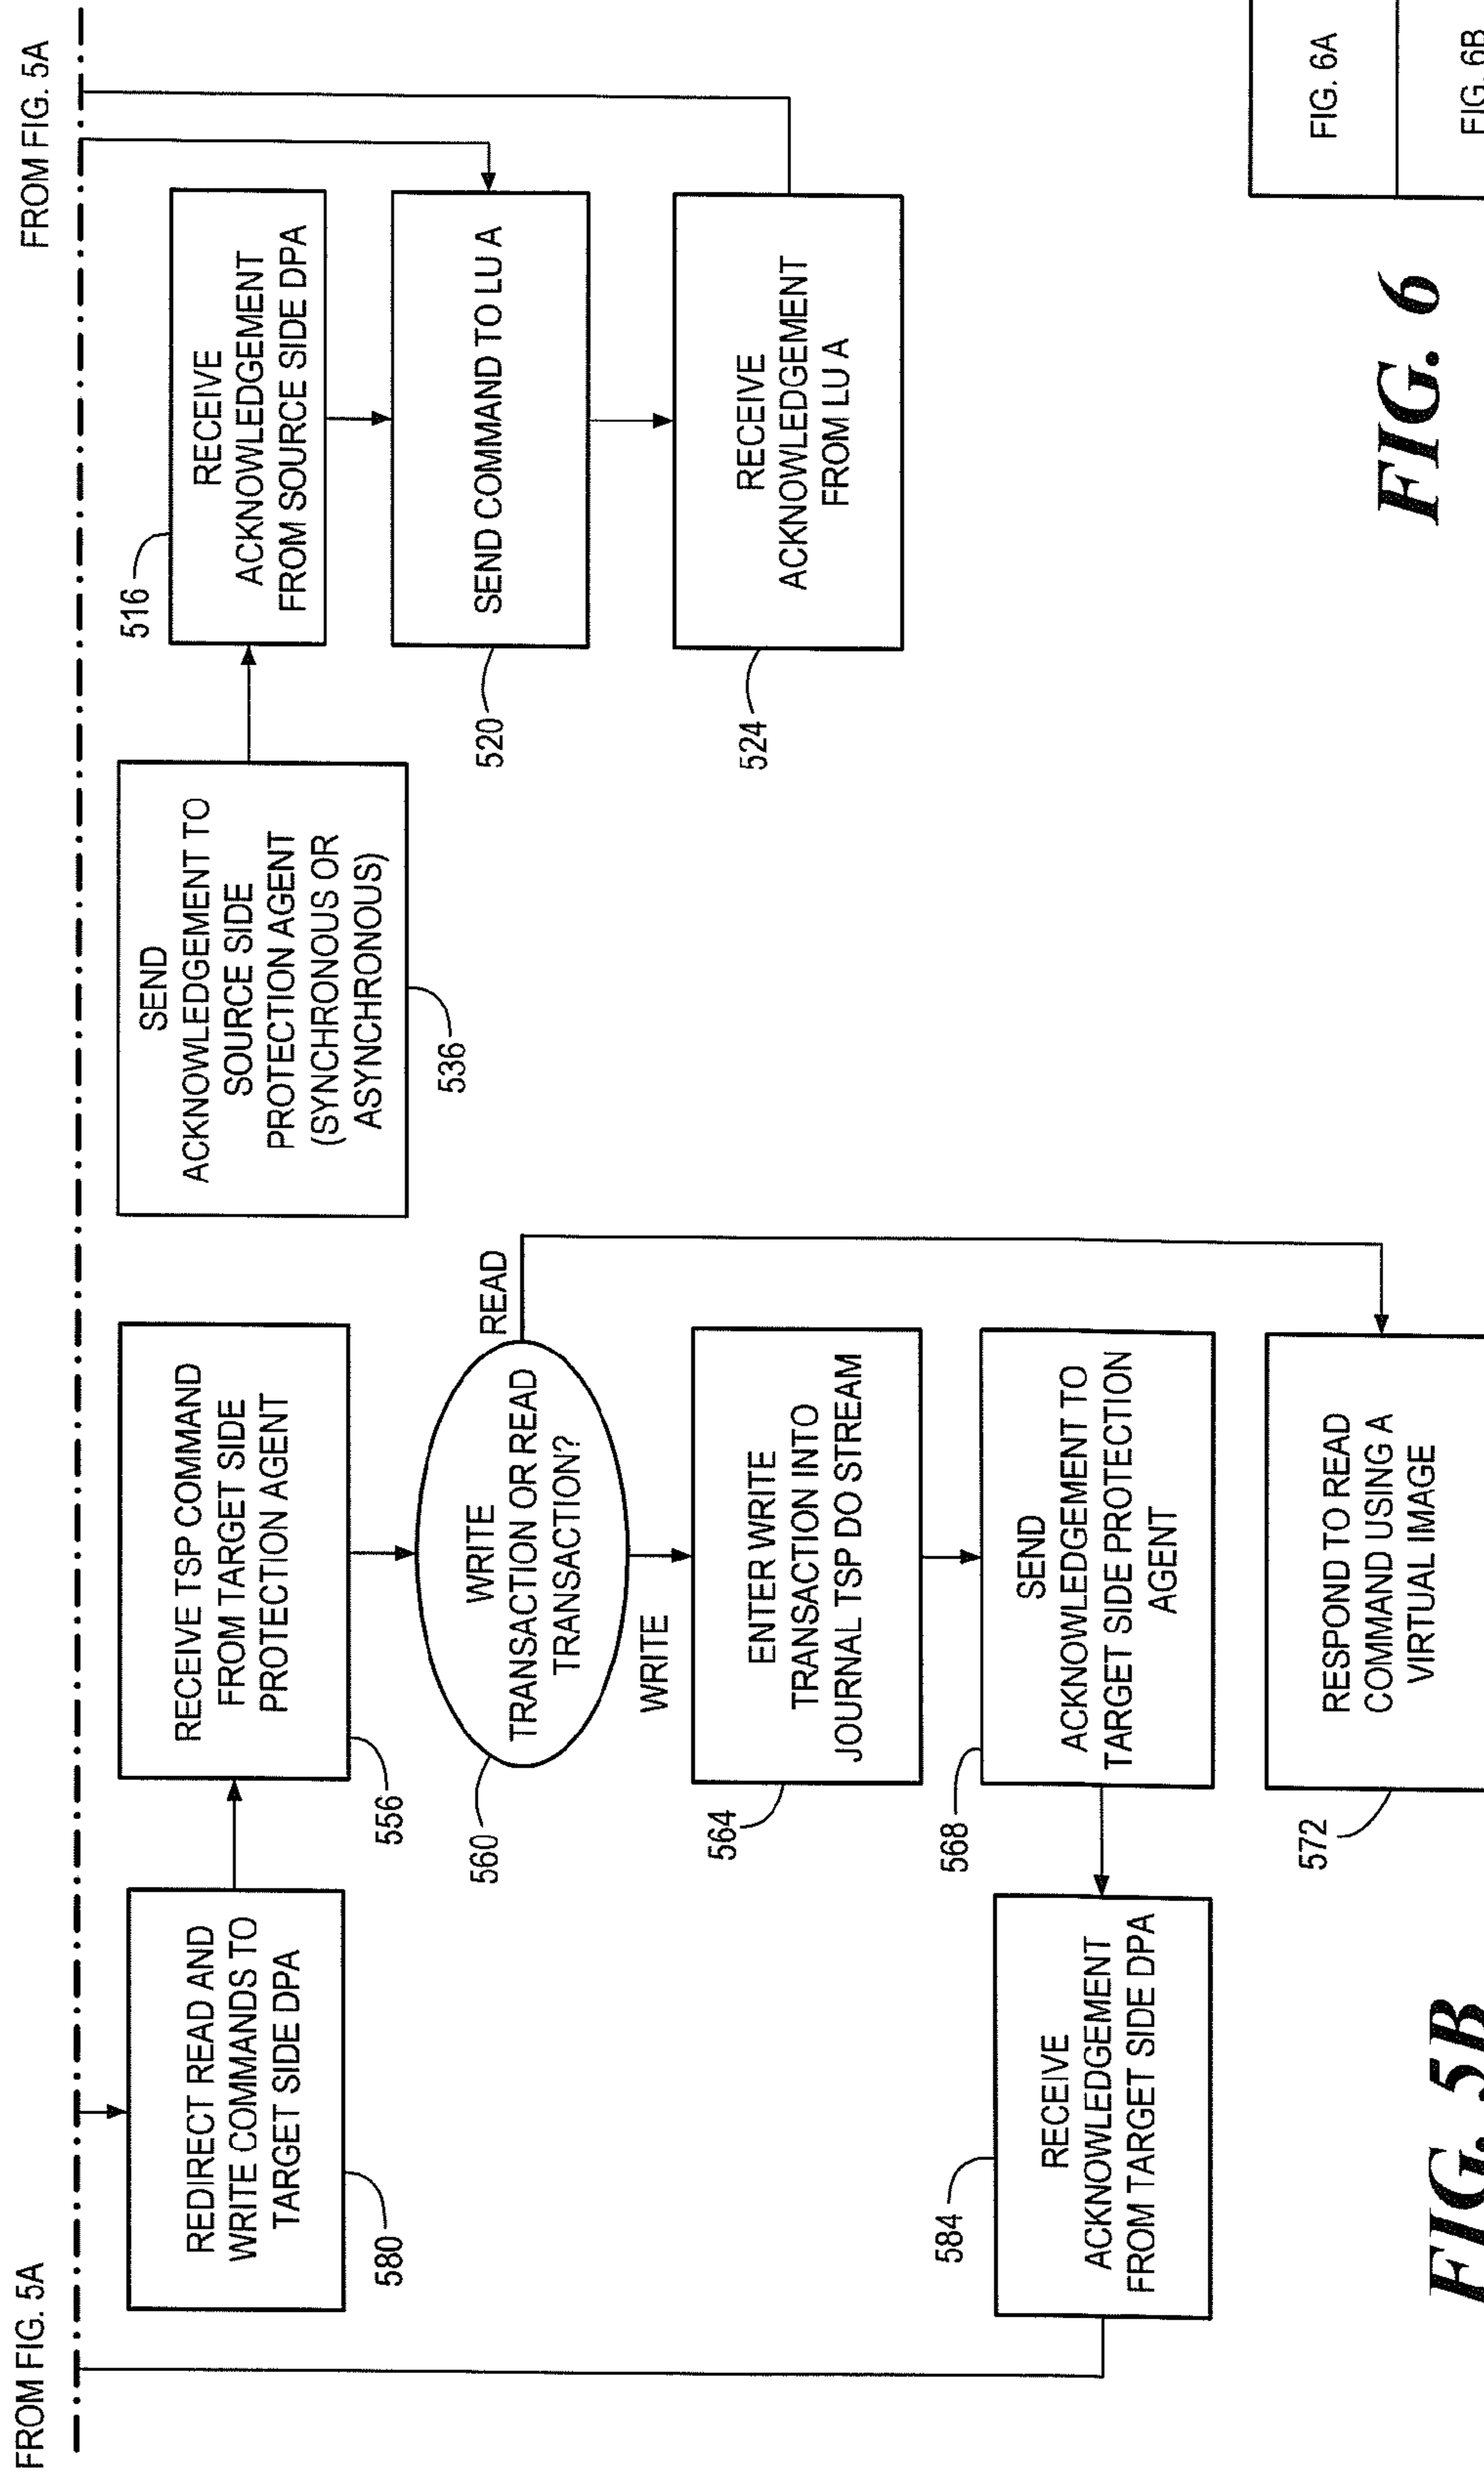 FROM FIG. 5A
FROM FIG. 5A
REDIRECT READ AND
WRITE COMMANDS TO
TARGET SIDE DPA
580
RECEIVE TSP COMMAND
FROM TARGET SIDE
PROTECTION AGENT
556
SEND
ACKNOWLEDGEMENT TO
SOURCE SIDE
PROTECTION AGENT
(SYNCHRONOUS OR
ASYNCHRONOUS)
536
516
RECEIVE
ACKNOWLEDGEMENT
FROM SOURCE SIDE DPA
WRITE
TRANSACTION OR READ
TRANSACTION?
560
READ
WRITE
520
SEND COMMAND TO LU A
ENTER WRITE
TRANSACTION INTO
JOURNAL TSP DO STREAM
564
524
RECEIVE
ACKNOWLEDGEMENT
FROM LU A
584
RECEIVE
ACKNOWLEDGEMENT
FROM TARGET SIDE DPA
568
SEND
ACKNOWLEDGEMENT TO
TARGET SIDE PROTECTION
AGENT
572
RESPOND TO READ
COMMAND USING A
VIRTUAL IMAGE
FIG. 5B
FIG. 6
FIG. 6A
FIG. 6B